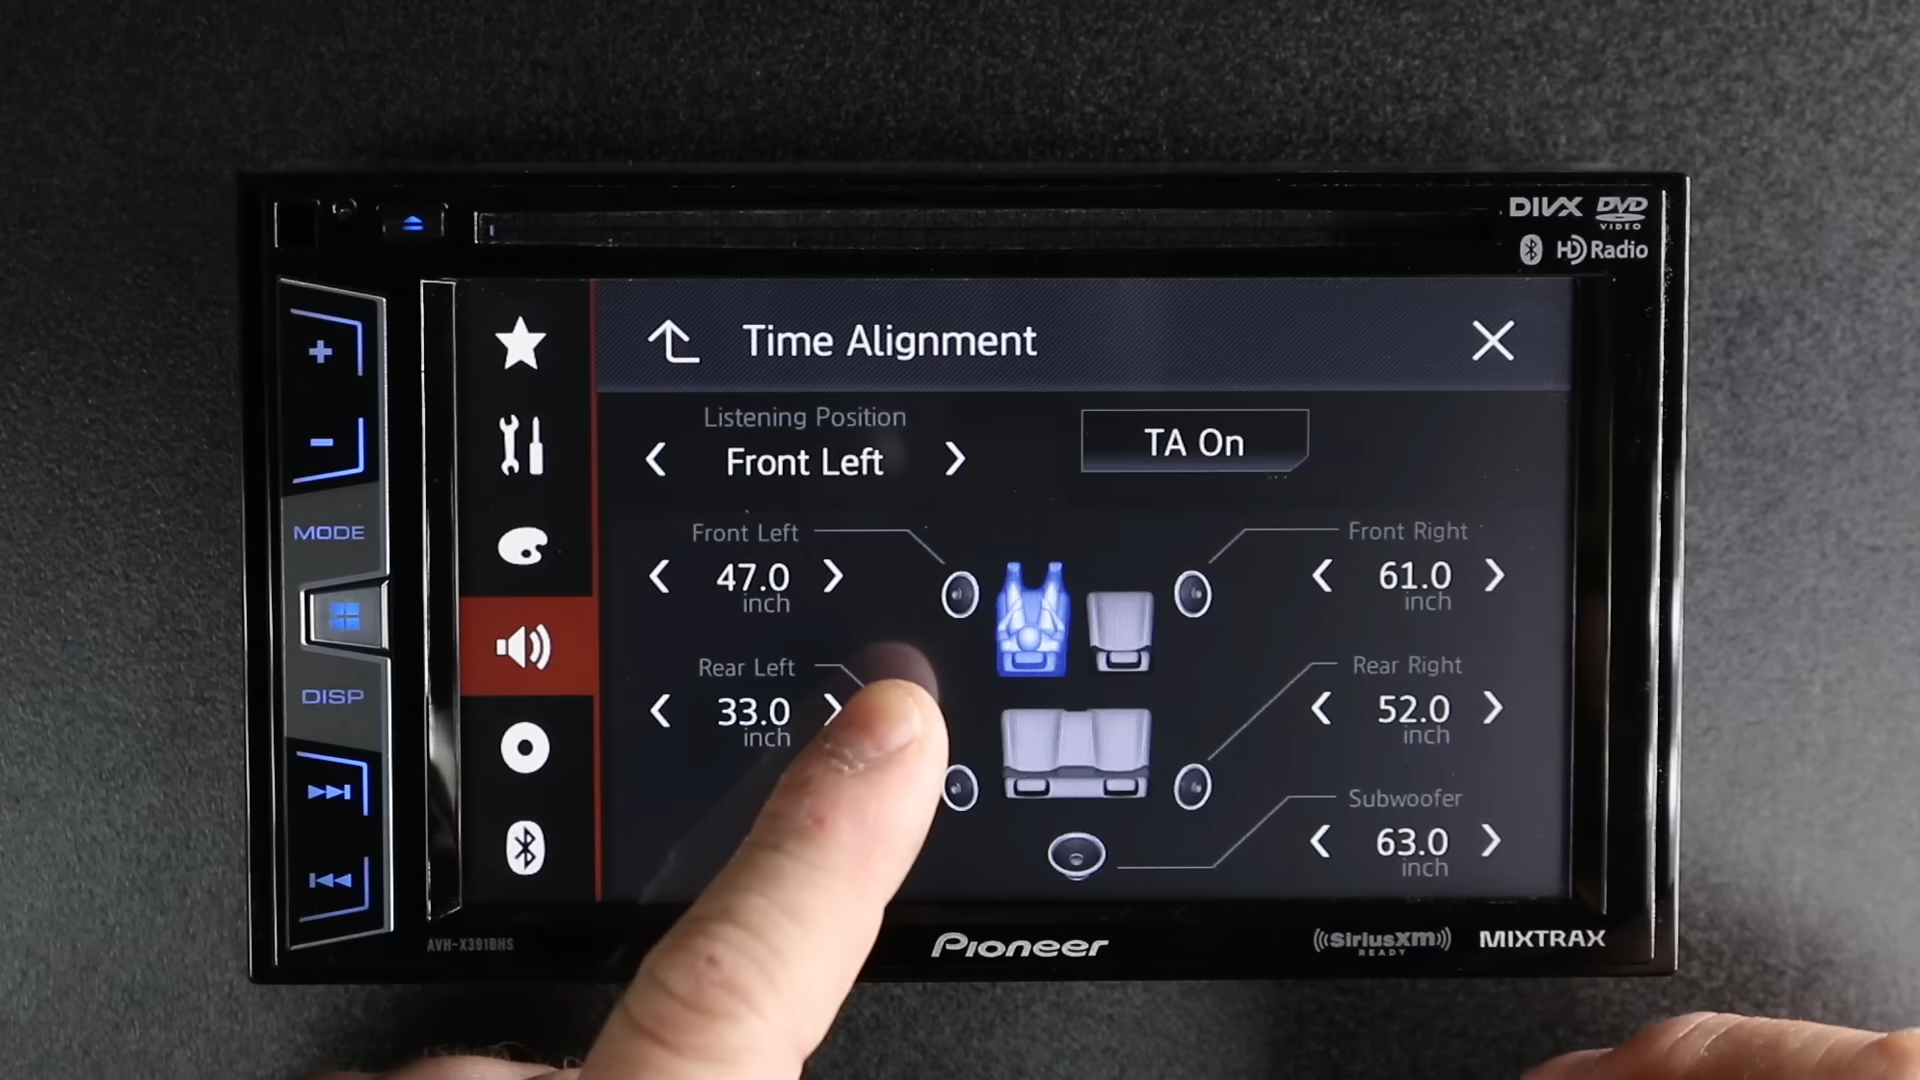 DIVX DVD
VIDEO
HD Radio
+
Time Alignment
Listening Position
Front Left
TA On
-
MODE
Front Left
47.0
inch
Front Right
61.0
inch
DISP
Rear Left
33.0
inch
Rear Right
52.0
inch
Subwoofer
63.0
inch
AVH-X391BHS
Pioneer
((SiriusXM))
READY
MIXTRAX